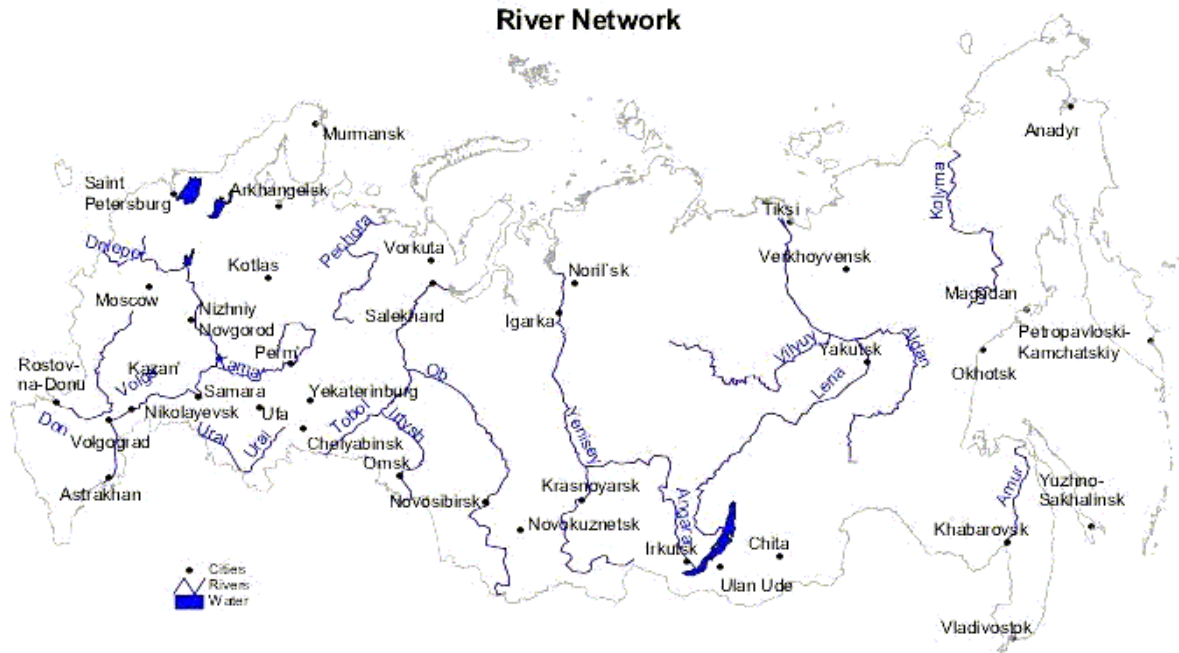 River Network
Murmansk
Anadyr
Saint
Petersburg
Arkhangelsk
Kolyma
Tiksi
Dneiper
Pechora
Vorkuta
Verkhoyvensk
Kotlas
Noril`sk
Moscow
Magadan
Salekhard
Igarka
Nizhniy
Novgorod
Petropavloski-
Kamchatskiy
Vilyuy
Yakutsk
Aldan
Perm'
Kama
Okhotsk
Rostov-
na-Donu
Kazan'
Volga
Ob
Lena
Samara
Yekaterinburg
Nikolayevsk
Ufa
Tobol
Irtysh
Don
Volgograd
Ural
Ural
Chelyabinsk
Yenisey
Omsk
Astrakhan
Krasnoyarsk
Angara
Amur
Yuzhno-
Sakhalinsk
Novosibirsk
Novokuznetsk
Khabarovsk
Irkutsk
Chita
Ulan Ude
Cities
Rivers
Water
Vladivostok